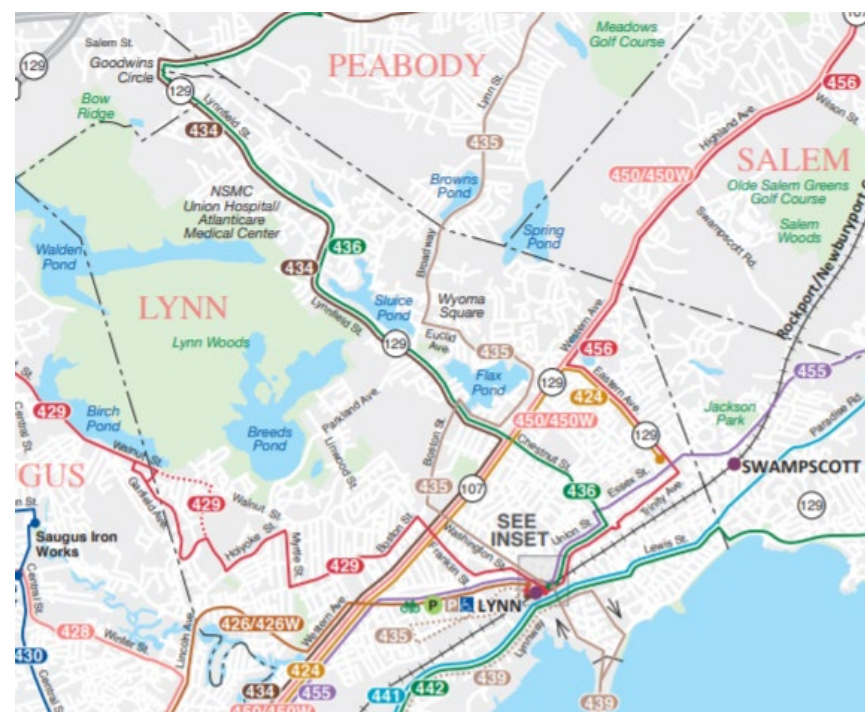 Salem St.
129
Goodwins
Circle
129
Bow
Ridge
434
Lynnfield St.
PEABODY
Lynn St.
435
Meadows
Golf Course
456
Wilson St.
Highland Ave.
450/450W
SALEM
Olde Salem Greens
Golf Course
Salem
Woods
Swampscott Rd.
NSMC
Union Hospital/
Atlanticare
Medical Center
Browns
Pond
Spring
Pond
Broadway
Walden
Pond
436
434
Lynnfield St.
LYNN
Lynn Woods
Sluice
Pond
Wyoma
Square
129
Euclid
Ave.
435
Western Ave.
456
Rockport/Newburyport
455
Flax
Pond
129
Eastern Ave.
424
450/450W
129
Jackson
Park
Paradise Rd.
429
Central St.
Birch
Pond
Walnut St.
Breeds
Pond
Parkland Ave.
Linwood St.
Boston St.
Chestnut St.
436
Essex St.
SWAMPSCOTT
129
GUS
Saugus Iron
Works
Glenfield Ave.
429
Walnut St.
435
107
Holyoke St.
Myrtle St.
429
Boston St.
Washington St.
Franklin St.
SEE
INSET
Union St.
Trinity Ave.
Lewis St.
P
P
LYNN
Central St.
428
Winter St.
Lincoln Ave.
426/426W
Western Ave.
435
Lynnway
430
Central St.
424
434
455
450/450W
441
442
439
439